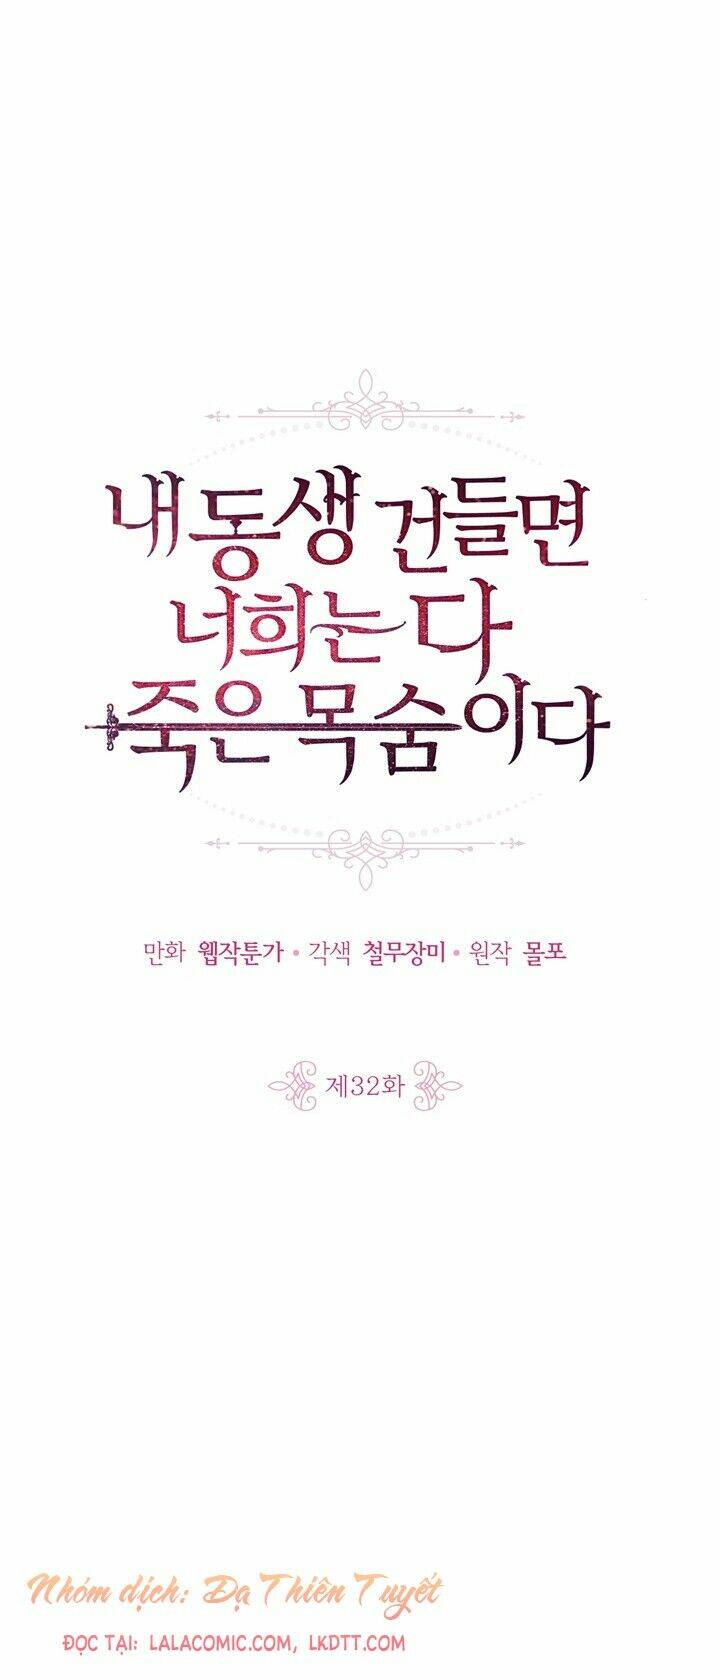 내 동생 건들면
너희는 다
죽은 목숨이다
만화 웹작툰가 • 각색 철무장미 • 원작 몰포
제32화
Nhóm dịch: Dạ Thiên Tuyết
ĐỌC TẠI: LALACOMIC.COM, LKDTT.COM